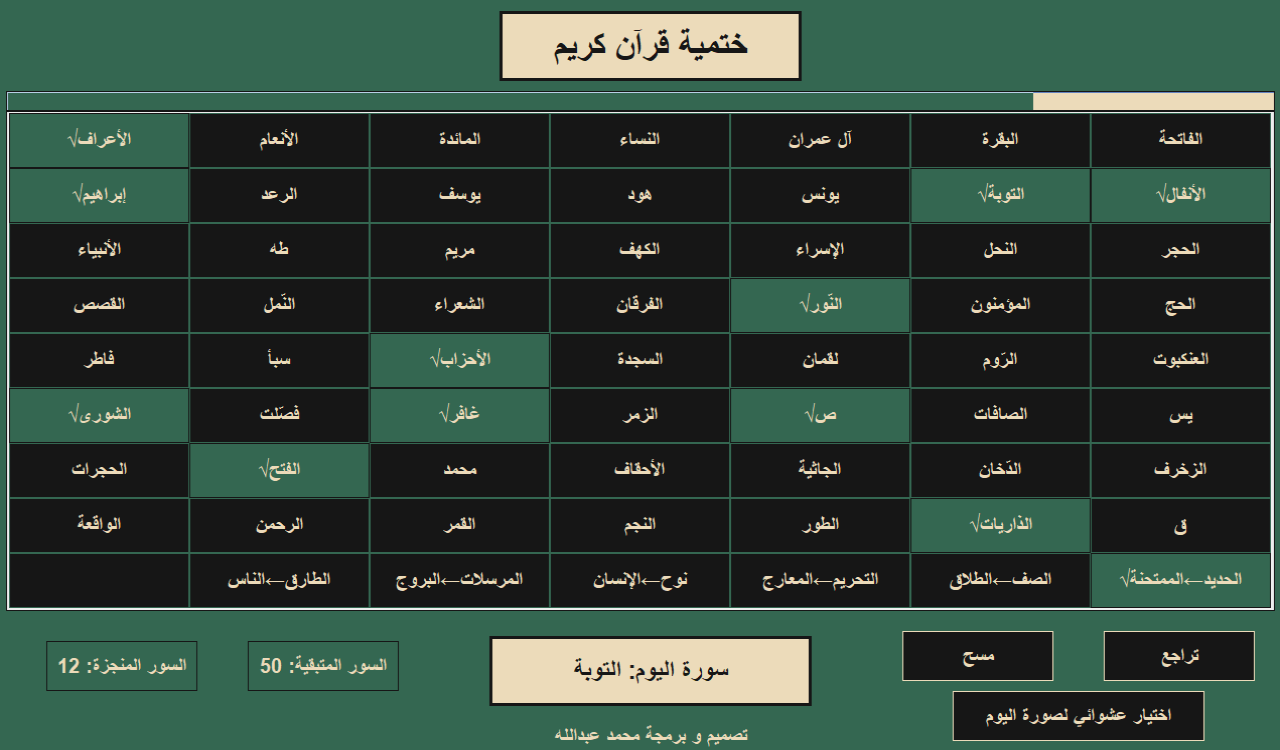 ختمية قرآن كريم
الفاتحة البقرة آل عمران النساء المائدة الأنعام الأعراف√
الأنفال√ التوبة√ يونس هود يوسف الرعد إبراهيم√
الحجر النحل الإسراء الكهف مريم طه الأنبياء
الحج المؤمنون النّور√ الفرقان الشعراء النّمل القصص
العنكبوت الرّوم لقمان السجدة الأحزاب√ سبأ فاطر
يس الصافات ص√ الزمر غافر√ فصّلت الشورى√
الزخرف الدّخان الجاثية الأحقاف محمد الفتح√ الحجرات
ق الذاريات√ الطور النجم القمر الرحمن الواقعة
الحديد←الممتحنة√ الصف←الطلاق التحريم←المعارج نوح←الإنسان المرسلات←البروج الطارق←الناس
تراجع مسح سورة اليوم: التوبة السور المتبقية: 50 السور المنجزة: 12
اختيار عشوائي لصورة اليوم
تصميم و برمجة محمد عبدالله